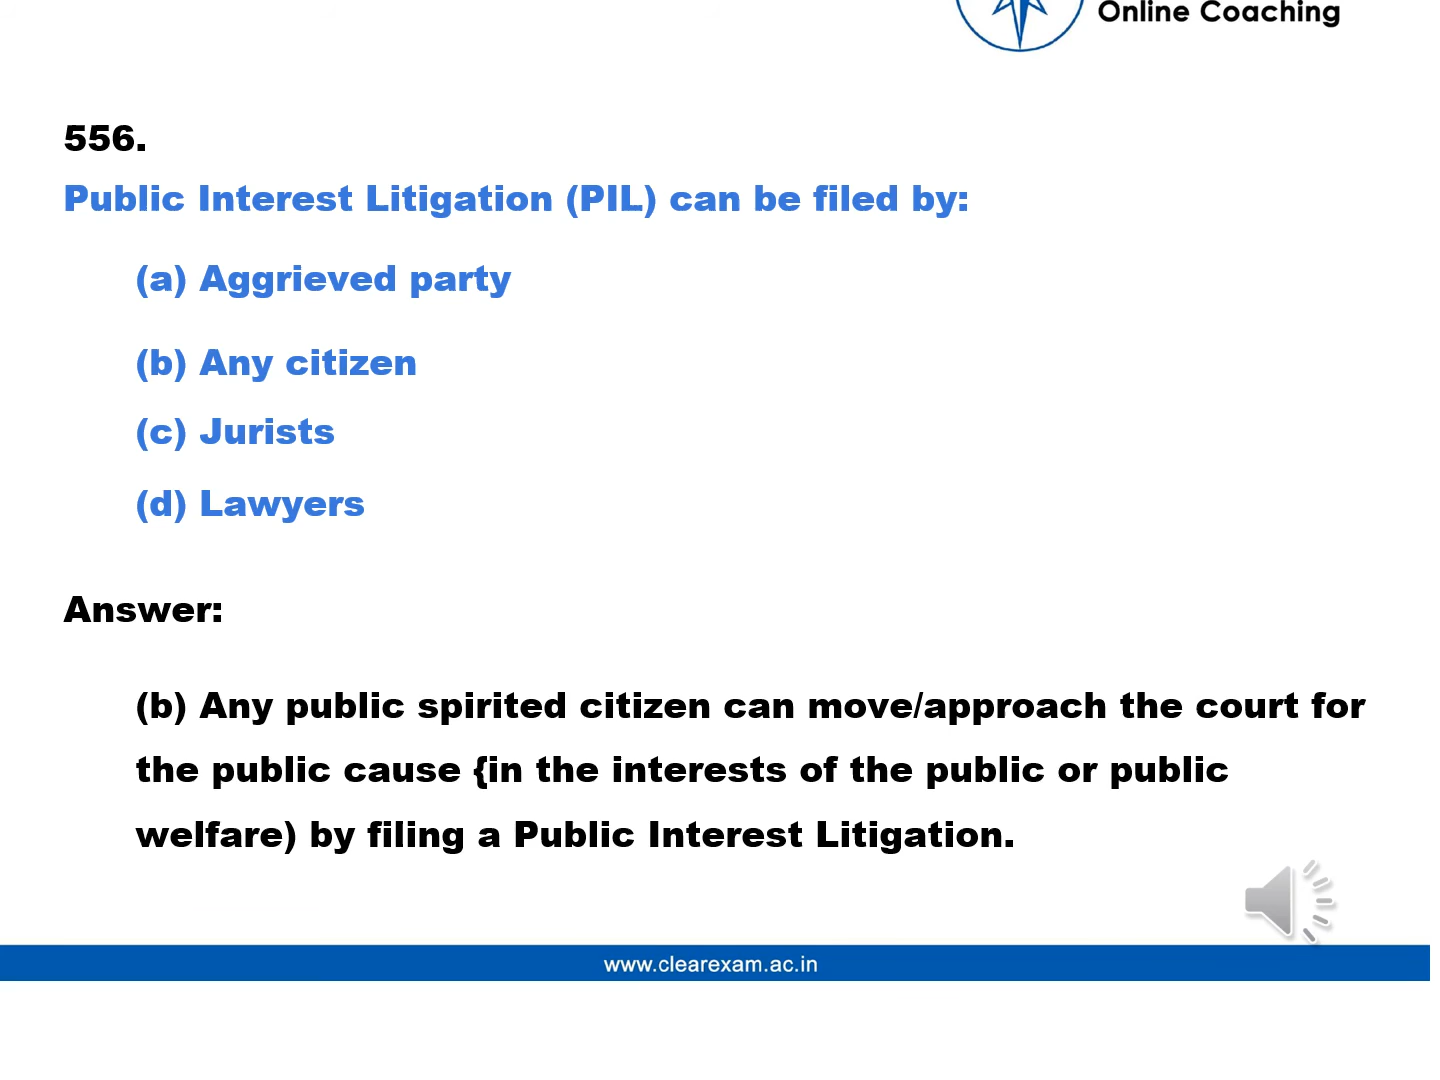 Online Coaching
556.
Public Interest Litigation (PIL) can be filed by:
(a) Aggrieved party
(b) Any citizen
(c) Jurists
(d) Lawyers
Answer:
(b) Any public spirited citizen can move/approach the court for
the public cause {in the interests of the public or public
welfare) by filing a Public Interest Litigation.
www.clearexam.ac.in